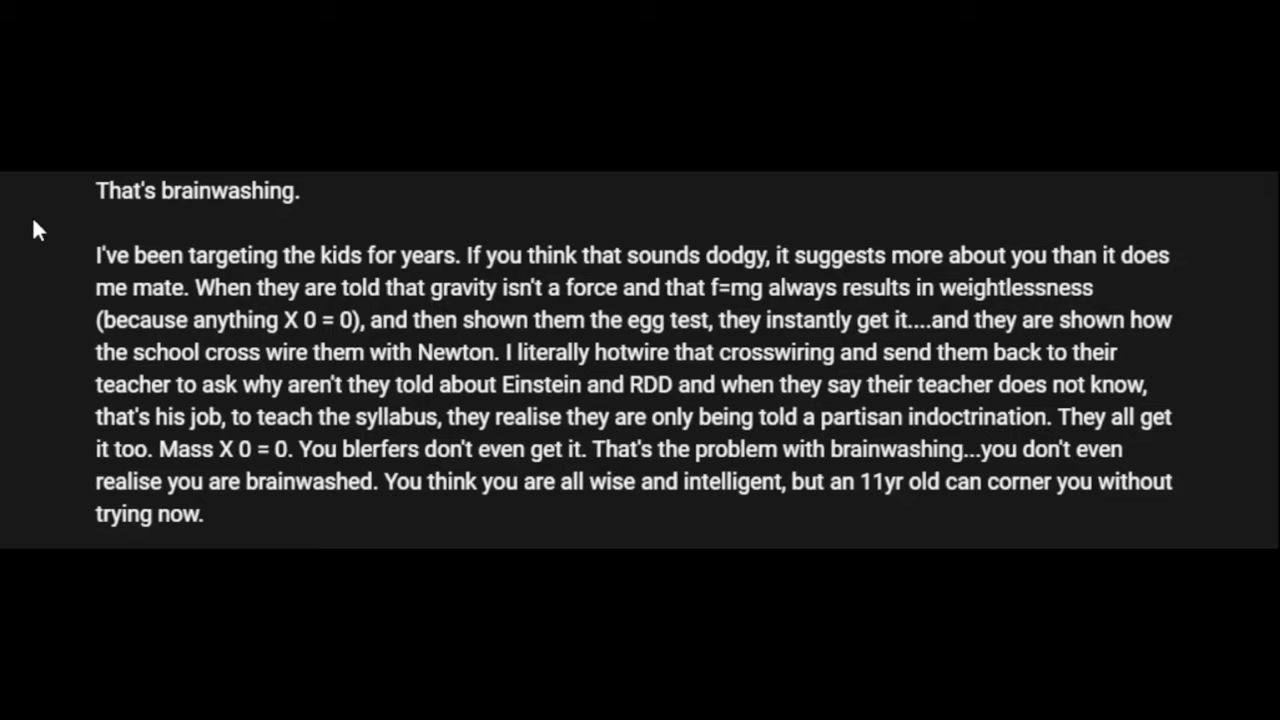 That's brainwashing.
I've been targeting the kids for years. If you think that sounds dodgy, it suggests more about you than it does
me mate. When they are told that gravity isn't a force and that f=mg always results in weightlessness
(because anything X 0 = 0), and then shown them the egg test, they instantly get it....and they are shown how
the school cross wire them with Newton. I literally hotwire that crosswiring and send them back to their
teacher to ask why aren't they told about Einstein and RDD and when they say their teacher does not know,
that's his job, to teach the syllabus, they realise they are only being told a partisan indoctrination. They all get
it too. Mass X 0 = 0. You blerfers don't even get it. That's the problem with brainwashing...you don't even
realise you are brainwashed. You think you are all wise and intelligent, but an 11yr old can corner you without
trying now.